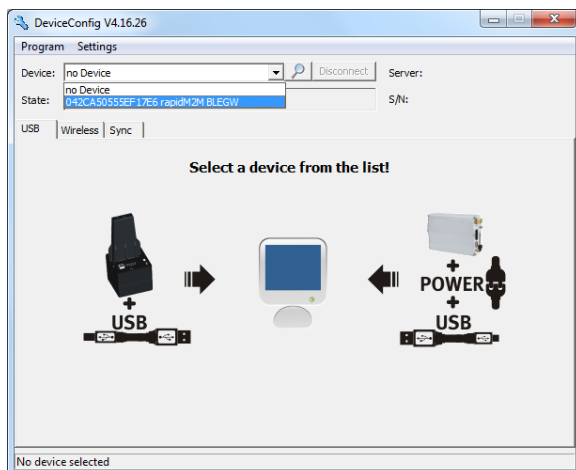 DeviceConfig V4.16.26
Program Settings
Device: no Device Disconnect Server:
no Device
State: 042CA50555EF17E6 rapidM2M BLEGW S/N:
USB Wireless Sync
Select a device from the list!
+
USB
+
POWER
+
USB
No device selected